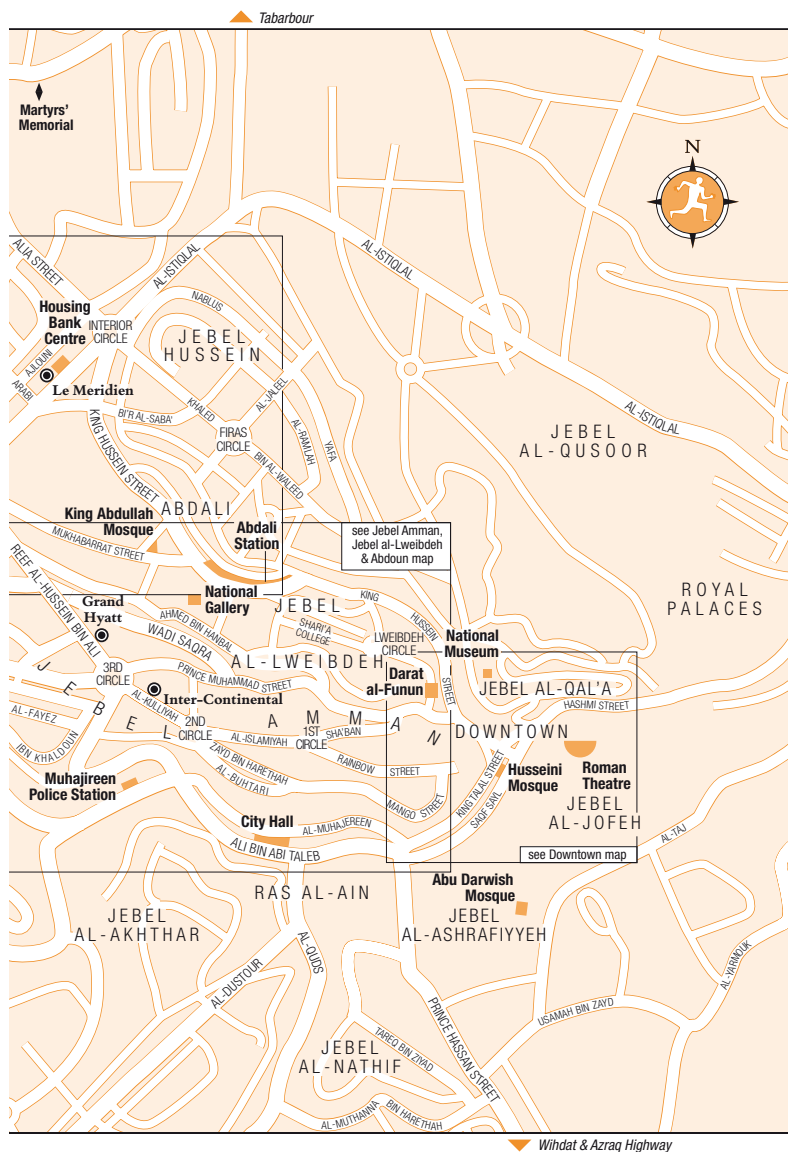 Tabarbour
Martyrs'
Memorial
N
ALIA STREET
AL-ISTIQLAL
AL-ISTIQLAL
Housing
Bank
Centre
INTERIOR
CIRCLE
NABLUS
JEBEL
HUSSEIN
AJLOUNI
ARABI
Le Meridien
BI'R AL-SABA'
KHALED
AL-JALEEL
FIRAS
CIRCLE
AL-RAMLAH
YAFA
BIN AL-WALEED
KING HUSSEIN STREET
AL-ISTIQLAL
JEBEL
AL-QUSOOR
King Abdullah
Mosque
ABDALI
Abdali
Station
MUKHABARRAT STREET
see Jebel Amman,
Jebel al-Lweibdeh
& Abdoun map
REEF AL-HUSSEIN BIN ALI
National
Gallery
Grand
Hyatt
AHMED BIN HANBAL
WADI SAQRA
JEBEL
AL-LWEIBDEH
SHARI'A
COLLEGE
KING
HUSSEIN
STREET
LWEIBDEH
CIRCLE
National
Museum
ROYAL
PALACES
3RD
CIRCLE
PRINCE MUHAMMAD STREET
Darat
al-Funun
JEBEL AL-QAL'A
HASHMI STREET
Inter-Continental
JEBEL AMMAN
AL-KULLIYAH
2ND
CIRCLE
AL-ISLAMIYAH
1ST
CIRCLE
SHA'BAN
DOWNTOWN
AL-FAYEZ
IBN KHALDOUN
ZAYD BIN HARETHAH
AL-BUHTARI
RAINBOW
STREET
MANGO STREET
KING TALAL STREET
SAQF SAYL
Husseini
Mosque
Roman
Theatre
Muhajireen
Police Station
JEBEL
AL-JOFEH
City Hall
AL-MUHAJEREEN
ALI BIN ABI TALEB
see Downtown map
AL-TAJ
RAS AL-AIN
Abu Darwish
Mosque
JEBEL
AL-AKHTHAR
JEBEL
AL-ASHRAFIYYEH
AL-QUDS
AL-DUSTOUR
AL-YARMOUK
USAMAH BIN ZAYD
PRINCE HASSAN STREET
TAREQ BIN ZIYAD
JEBEL
AL-NATHIF
AL-MUTHANNA
BIN HARETHAH
Wihdat & Azraq Highway